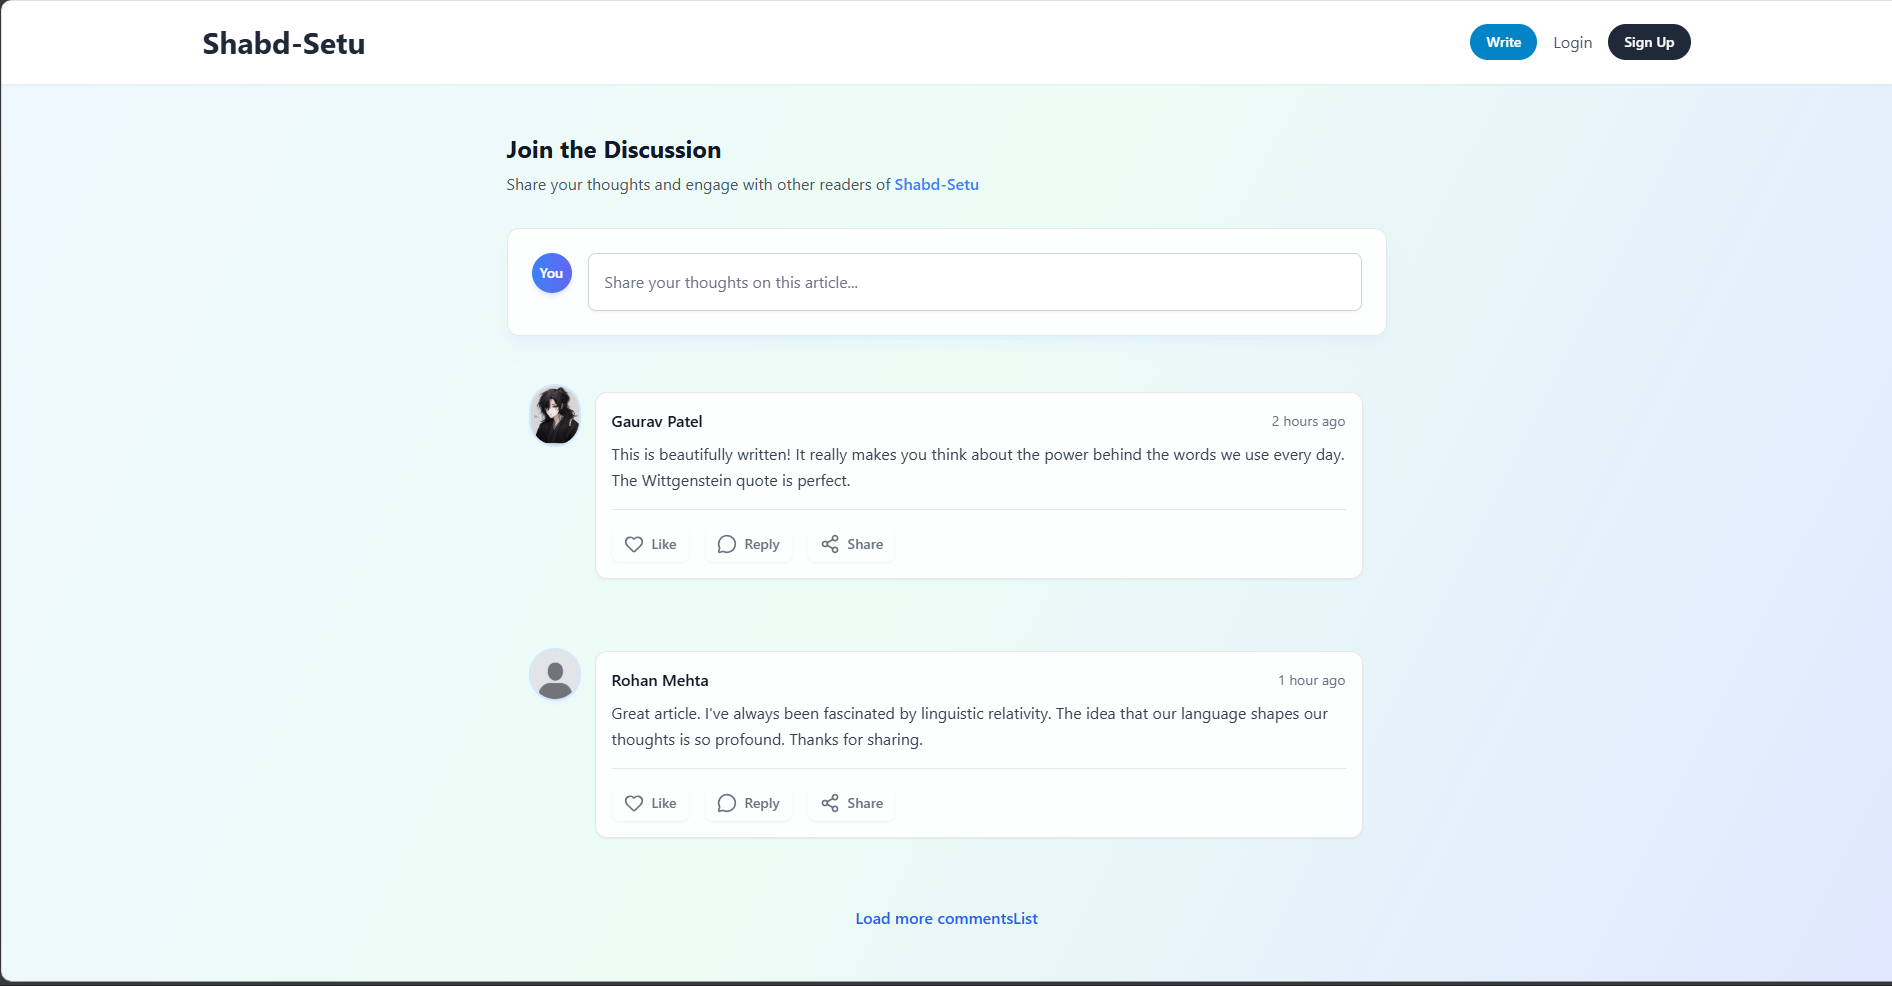 Shabd-Setu
Write
Login
Sign Up
Join the Discussion
Share your thoughts and engage with other readers of Shabd-Setu
You
Share your thoughts on this article...
Gaurav Patel
2 hours ago
This is beautifully written! It really makes you think about the power behind the words we use every day.
The Wittgenstein quote is perfect.
Like
Reply
Share
Rohan Mehta
1 hour ago
Great article. I've always been fascinated by linguistic relativity. The idea that our language shapes our
thoughts is so profound. Thanks for sharing.
Like
Reply
Share
Load more commentsList